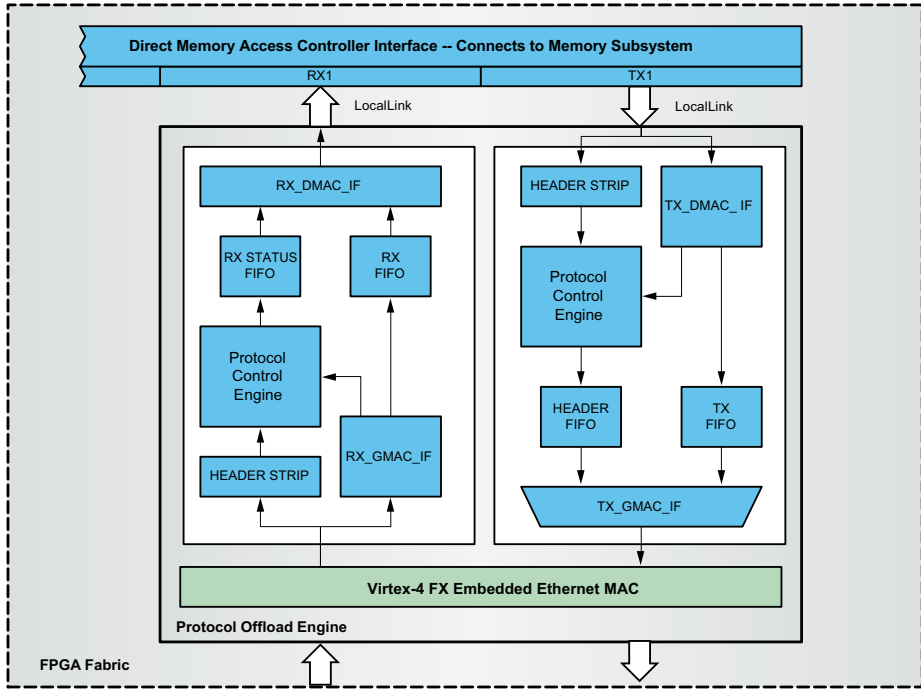 Direct Memory Access Controller Interface -- Connects to Memory Subsystem
RX1
TX1
LocalLink
LocalLink
RX_DMAC_IF
RX STATUS
FIFO
RX
FIFO
Protocol
Control
Engine
RX_GMAC_IF
HEADER STRIP
HEADER STRIP
TX_DMAC_ IF
Protocol
Control
Engine
HEADER
FIFO
TX
FIFO
TX_GMAC_IF
Virtex-4 FX Embedded Ethernet MAC
Protocol Offload Engine
FPGA Fabric